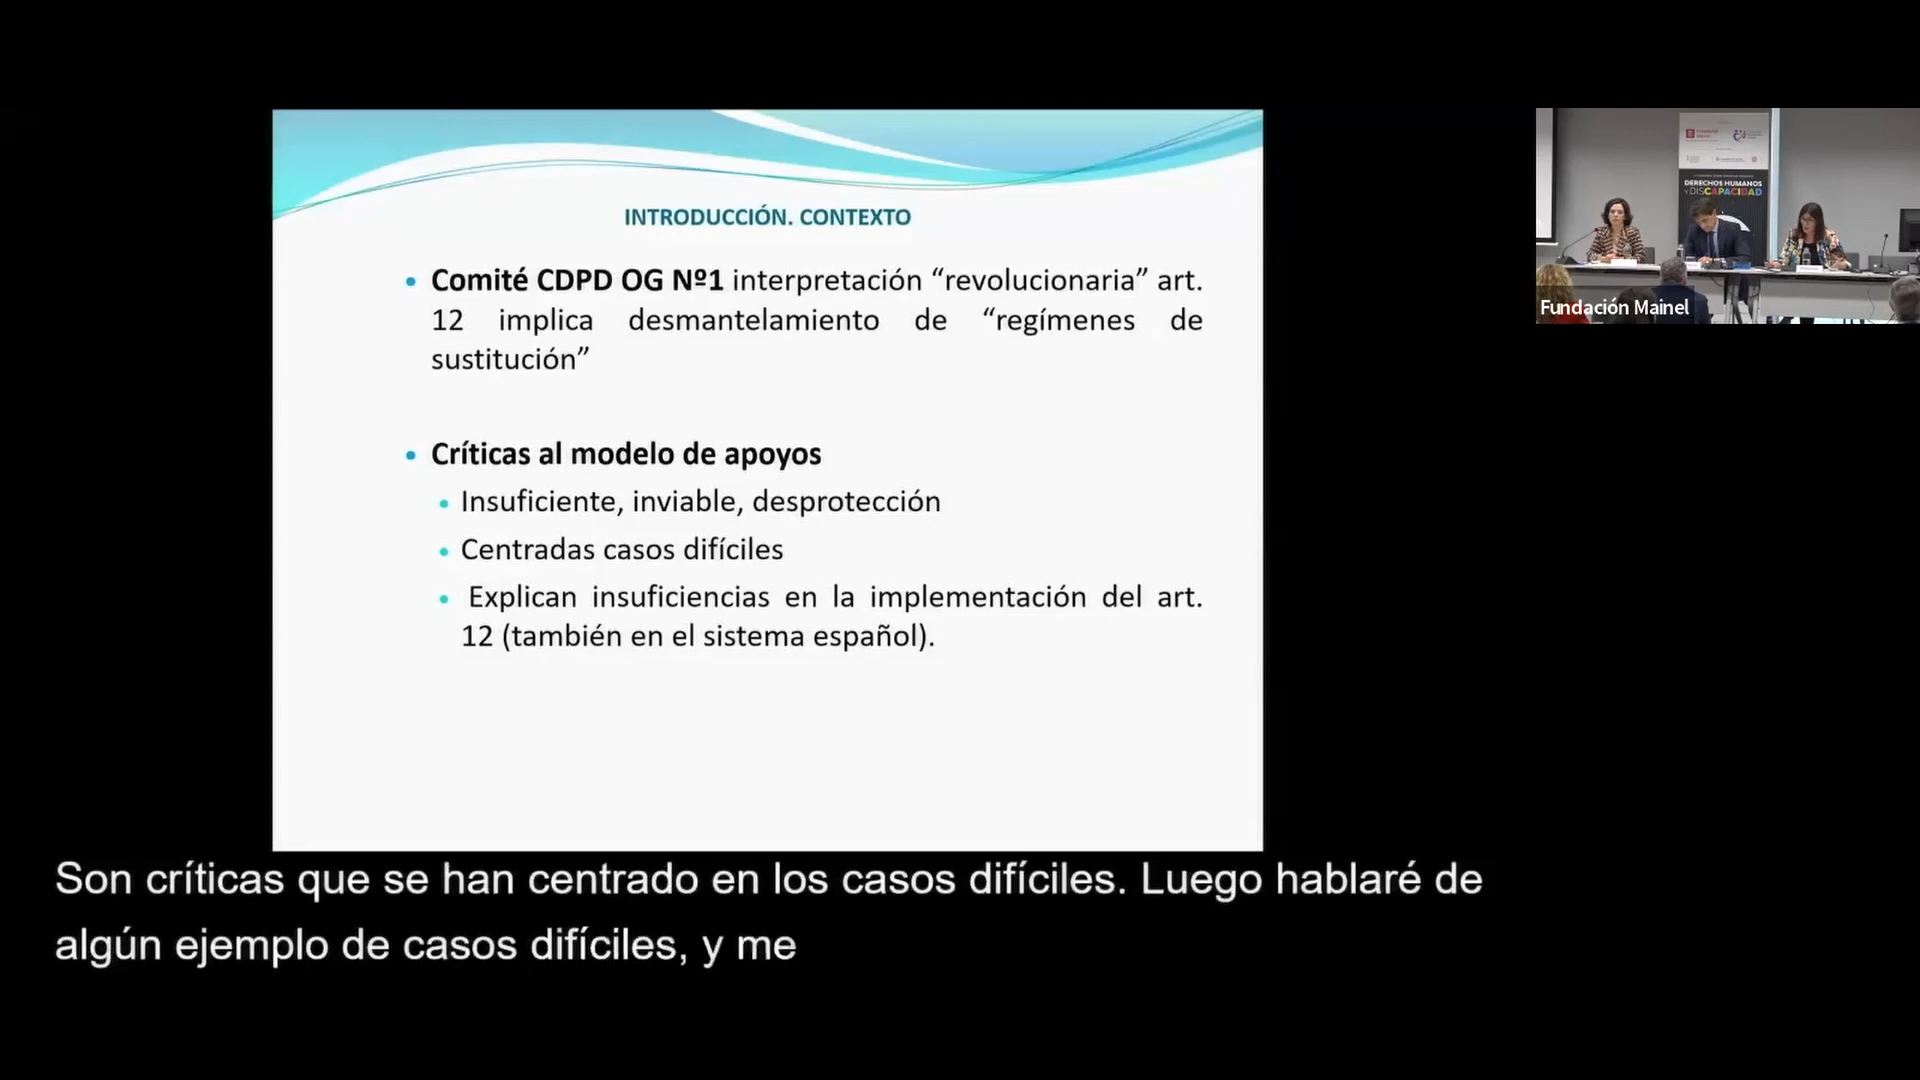 INTRODUCCIÓN. CONTEXTO
• Comité CDPD OG Nº1 interpretación “revolucionaria” art.
12 implica desmantelamiento de “regímenes de
sustitución”
• Críticas al modelo de apoyos
• Insuficiente, inviable, desprotección
• Centradas casos difíciles
• Explican insuficiencias en la implementación del art.
12 (también en el sistema español).
DERECHOS HUMANOS
Y DISCAPACIDAD
Fundación Mainel
Son críticas que se han centrado en los casos difíciles. Luego hablaré de
algún ejemplo de casos difíciles, y me